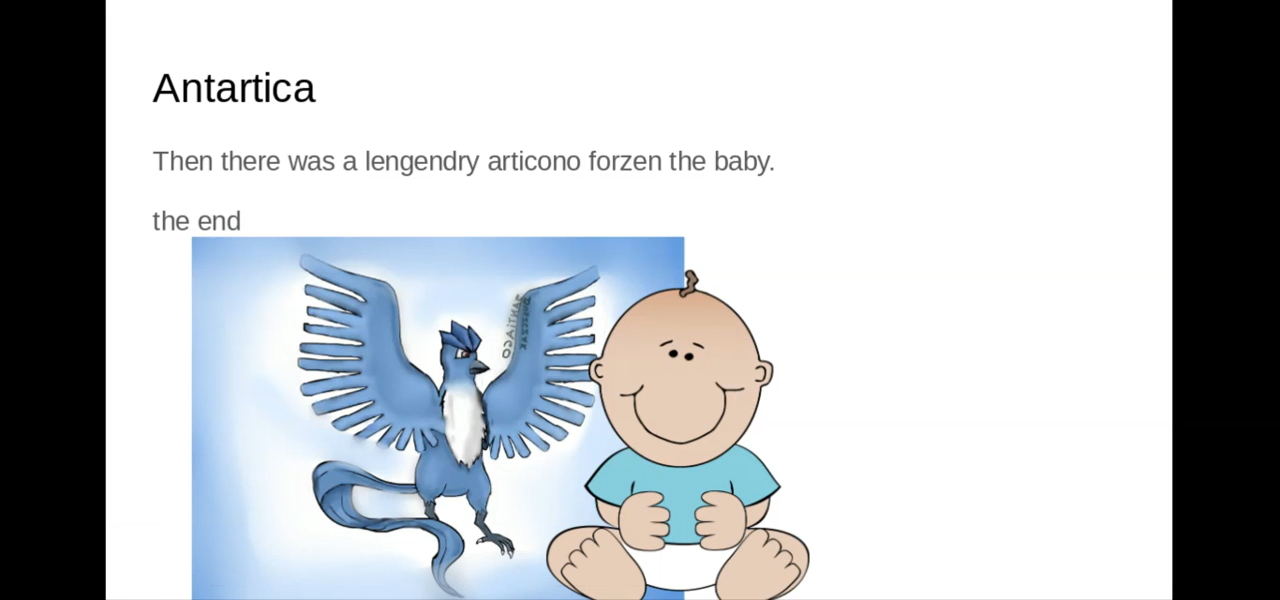 Antartica
Then there was a lengendry articono forzen the baby.
the end